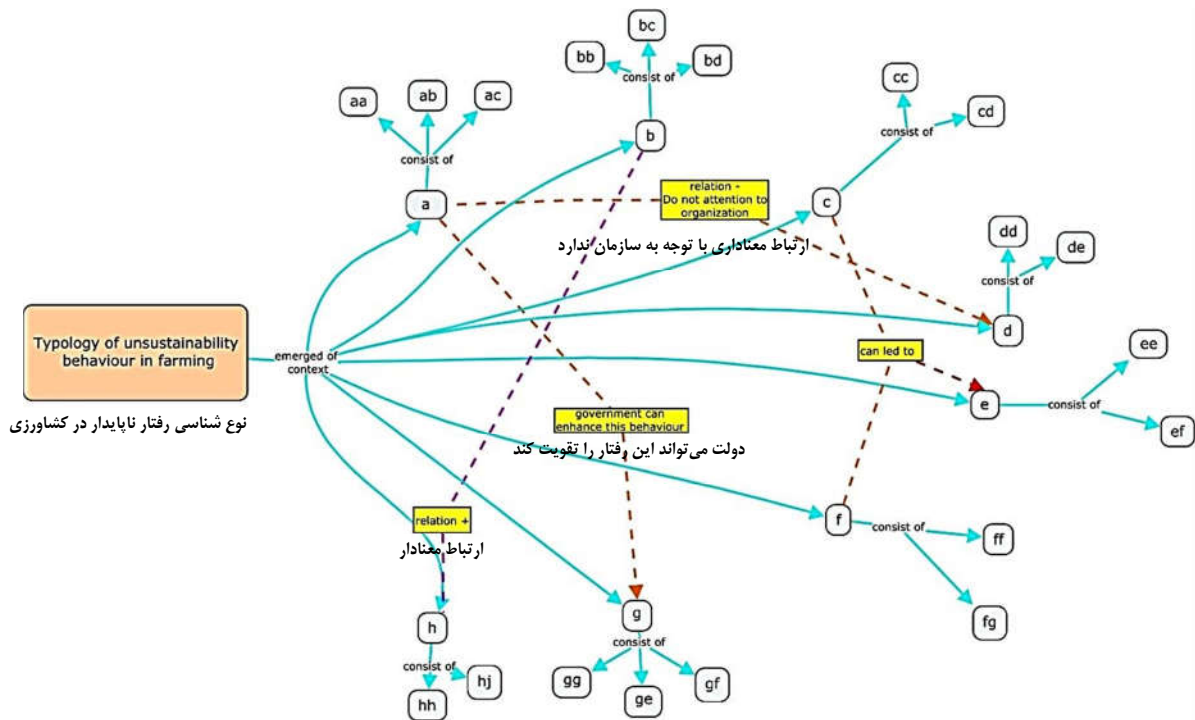 bc
bb
bd
consist of
cc
cd
consist of
aa
ab
ac
consist of
b
a
relation -
Do not attention to
organization
c
ارتباط معناداری با توجه به سازمان ندارد
dd
de
consist of
d
Typology of unsustainability
behaviour in farming
نوع شناسی رفتار ناپایدار در کشاورزی
emerged of
context
can led to
ee
e
consist of
ef
government can
enhance this behaviour
دولت می‌تواند این رفتار را تقویت کند
relation +
ارتباط معنادار
f
consist of
ff
fg
h
consist of
hj
hh
g
consist of
gg
ge
gf